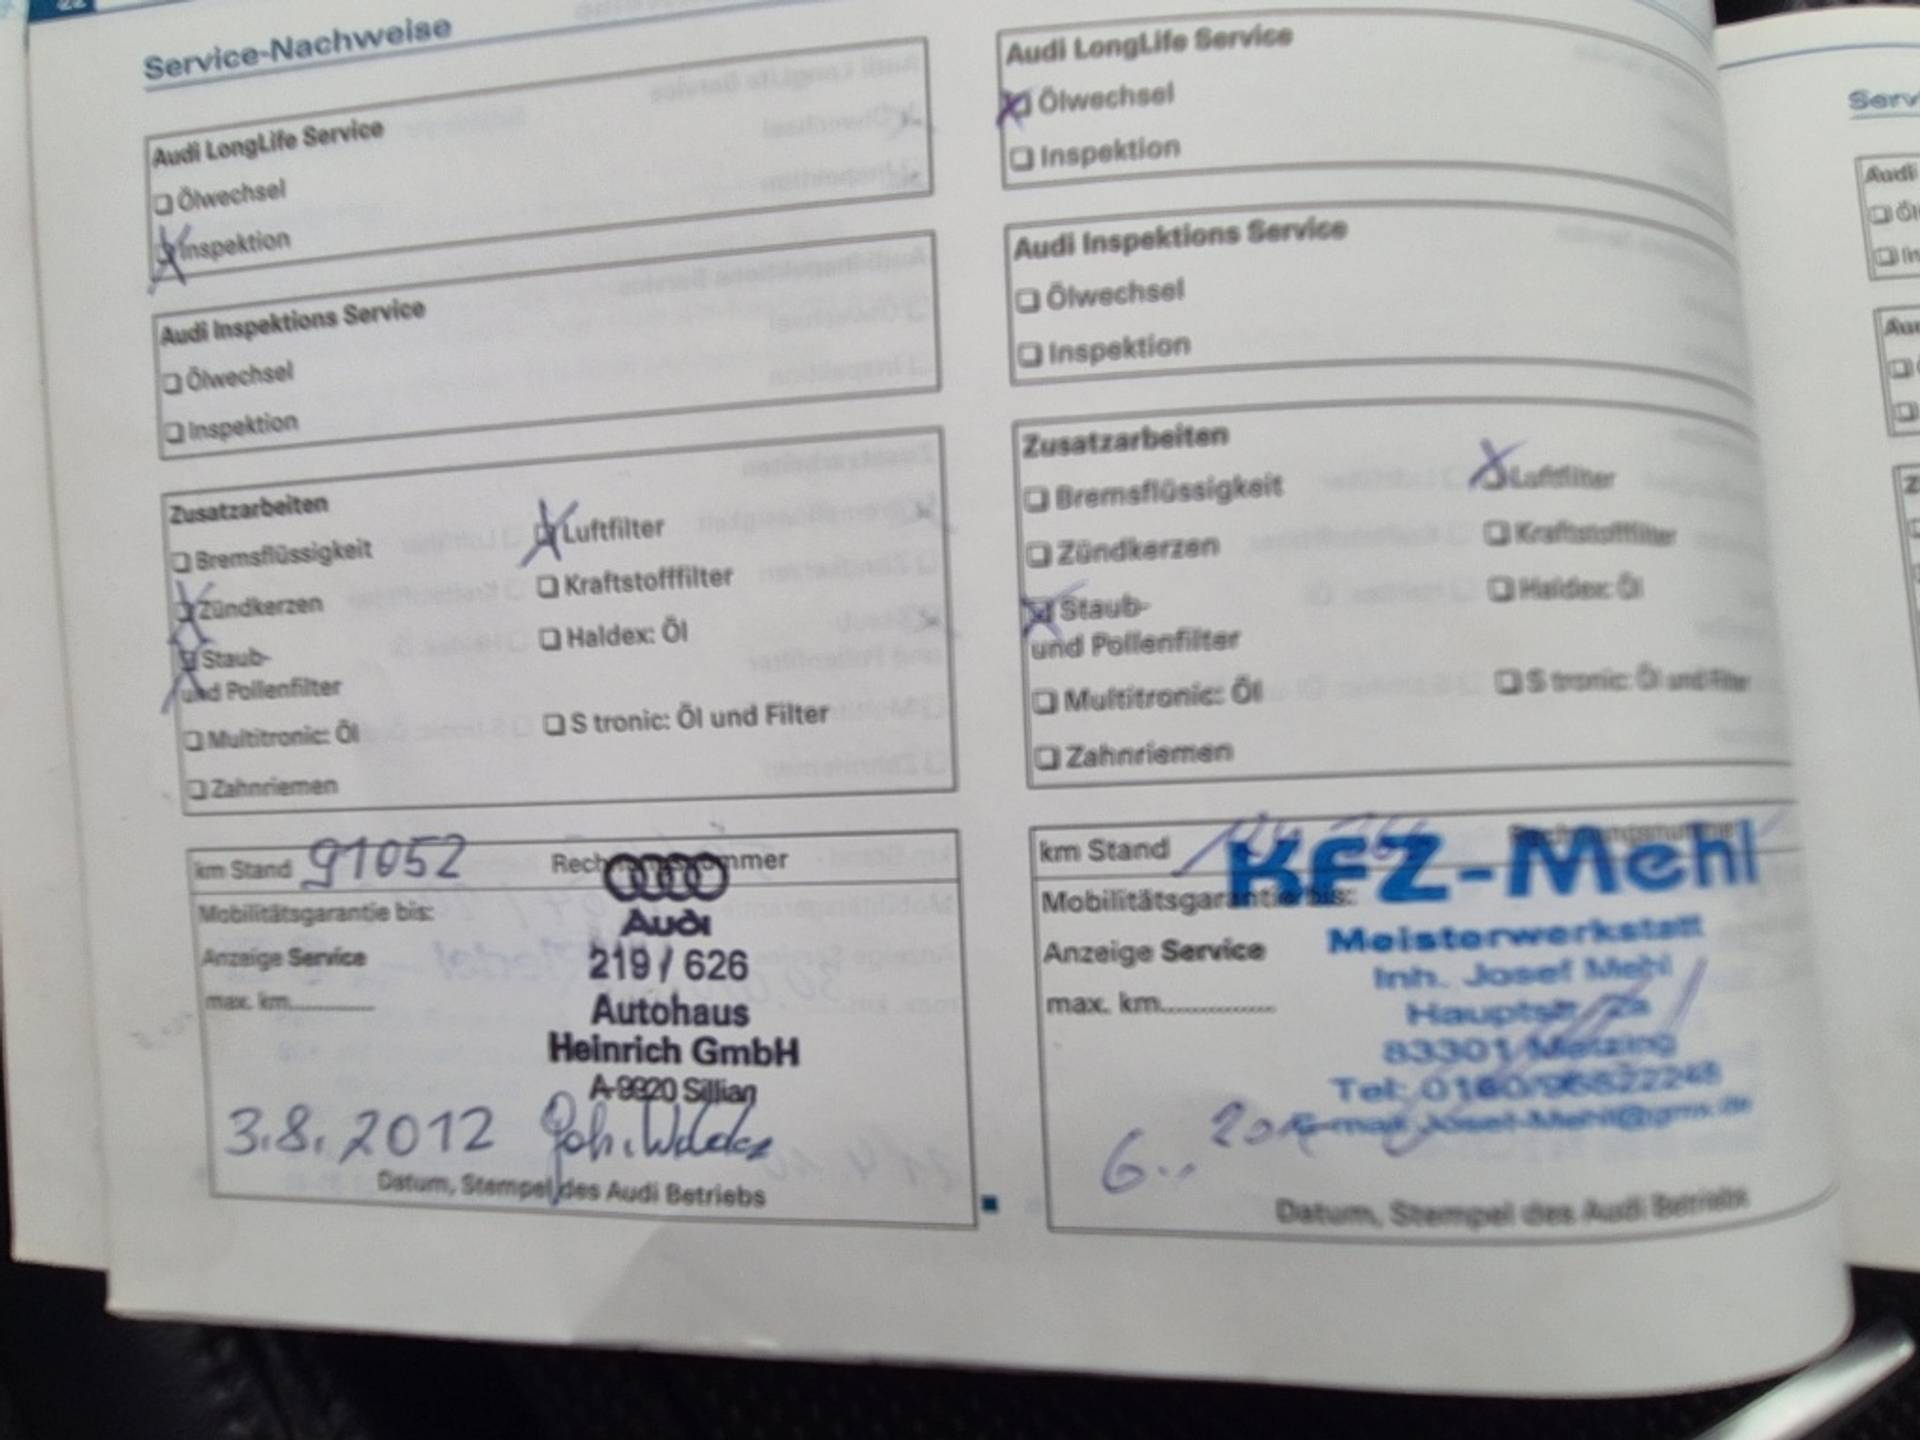 22
Service-Nachweise
Audi LongLife Service
Ölwechsel
Inspektion
Audi Inspektions Service
Ölwechsel
Inspektion
Zusatzarbeiten
Bremsflüssigkeit
Luftfilter
Zündkerzen
Kraftstofffilter
Staub-
und Pollenfilter
Haldex: Öl
Multitronic: Öl
S tronic: Öl und Filter
Zahnriemen
km Stand 91052
Mobilitätsgarantie bis:
Anzeige Service
max. km..............
Audi
219 / 626
Autohaus
Heinrich GmbH
A-9920 Sillian
3.8.2012
Datum, Stempel des Audi Betriebs
Audi LongLife Service
Ölwechsel
Inspektion
Audi Inspektions Service
Ölwechsel
Inspektion
Zusatzarbeiten
Bremsflüssigkeit
Luftfilter
Zündkerzen
Kraftstofffilter
Staub-
und Pollenfilter
Haldex: Öl
Multitronic: Öl
S tronic: Öl und Filter
Zahnriemen
km Stand
Mobilitätsgarantie bis:
Anzeige Service
max. km..............
KFZ-Mehl
Meisterwerkstatt
Inh. Josef Mehl
Hauptstr. 2a
83301
Datum, Stempel des Audi Betriebs
Audi